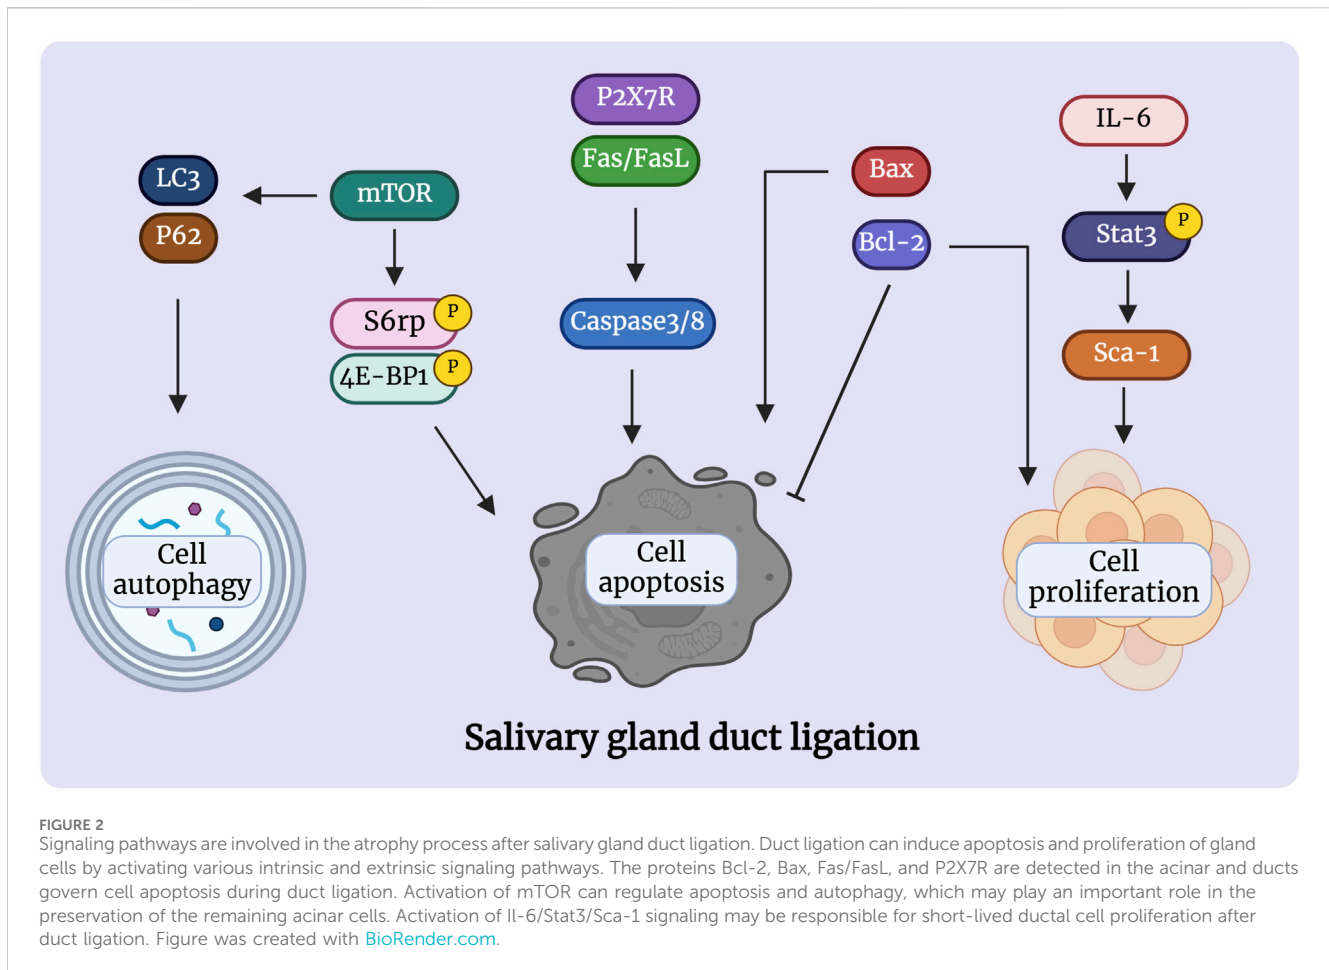 P2X7R
Fas/FasL
IL-6
LC3
P62
mTOR
Bax
Bcl-2
Stat3
P
S6rp
P
4E-BP1
P
Caspase3/8
Sca-1
Cell
autophagy
Cell
apoptosis
Cell
proliferation
Salivary gland duct ligation
FIGURE 2
Signaling pathways are involved in the atrophy process after salivary gland duct ligation. Duct ligation can induce apoptosis and proliferation of gland
cells by activating various intrinsic and extrinsic signaling pathways. The proteins Bcl-2, Bax, Fas/FasL, and P2X7R are detected in the acinar and ducts
govern cell apoptosis during duct ligation. Activation of mTOR can regulate apoptosis and autophagy, which may play an important role in the
preservation of the remaining acinar cells. Activation of Il-6/Stat3/Sca-1 signaling may be responsible for short-lived ductal cell proliferation after
duct ligation. Figure was created with BioRender.com.